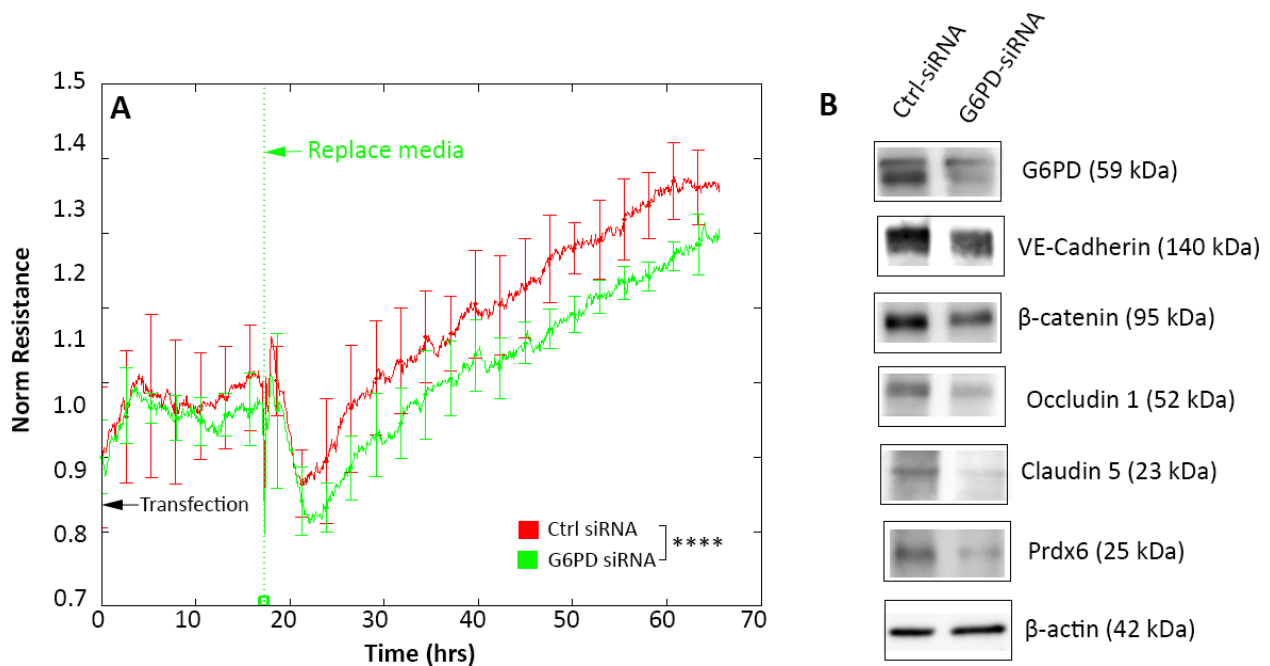 A
1.5
1.4
1.3
1.2
1.1
1.0
0.9
0.8
0.7
Norm Resistance
Replace media
Transfection
Ctrl siRNA
G6PD siRNA
****
0 10 20 30 40 50 60 70
Time (hrs)
B
Ctrl-siRNA
G6PD-siRNA
G6PD (59 kDa)
VE-Cadherin (140 kDa)
β-catenin (95 kDa)
Occludin 1 (52 kDa)
Claudin 5 (23 kDa)
Prdx6 (25 kDa)
β-actin (42 kDa)